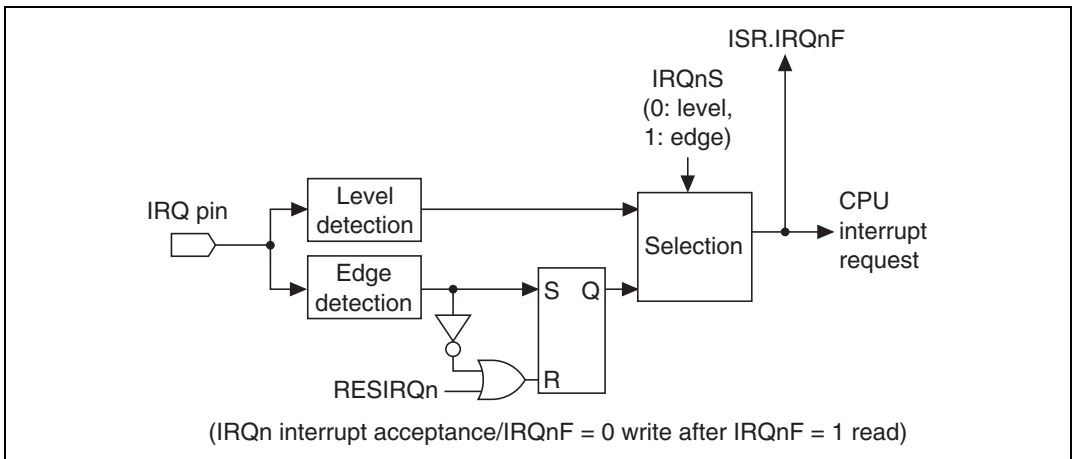 ISR.IRQnF
IRQnS
(0: level,
1: edge)
IRQ pin
Level
detection
Edge
detection
Selection
CPU
interrupt
request
S Q
R
RESIRQn
(IRQn interrupt acceptance/IRQnF = 0 write after IRQnF = 1 read)